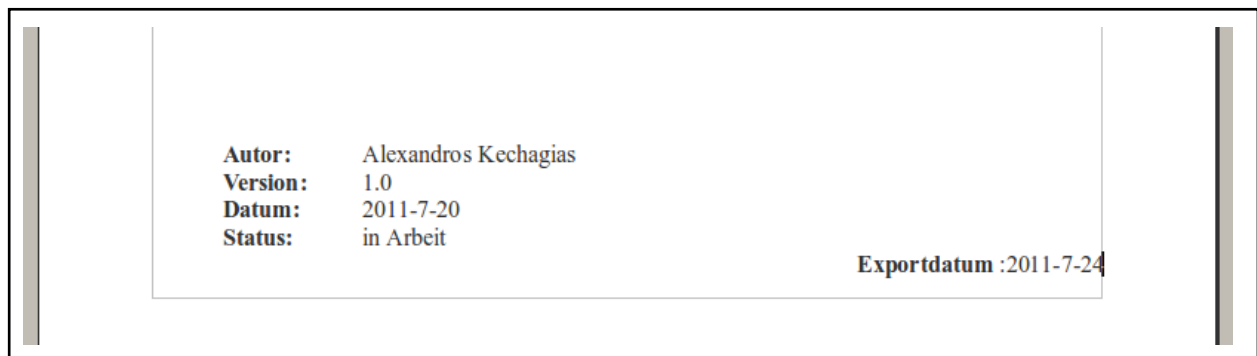 Autor: Alexandros Kechagias
Version: 1.0
Datum: 2011-7-20
Status: in Arbeit
Exportdatum :2011-7-24